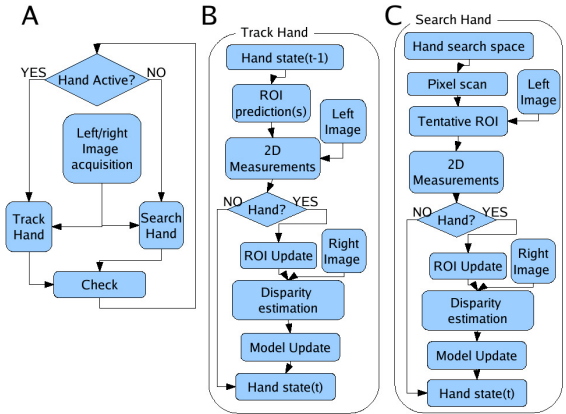 A
Hand Active?
YES
NO
Left/right
Image
acquisition
Track
Hand
Search
Hand
Check
B
Track Hand
Hand state(t-1)
ROI
prediction(s)
Left
Image
2D
Measurements
Hand?
NO
YES
ROI Update
Right
Image
Disparity
estimation
Model Update
Hand state(t)
C
Search Hand
Hand search space
Pixel scan
Left
Image
Tentative ROI
2D
Measurements
NO
Hand?
YES
ROI Update
Right
Image
Disparity
estimation
Model Update
Hand state(t)